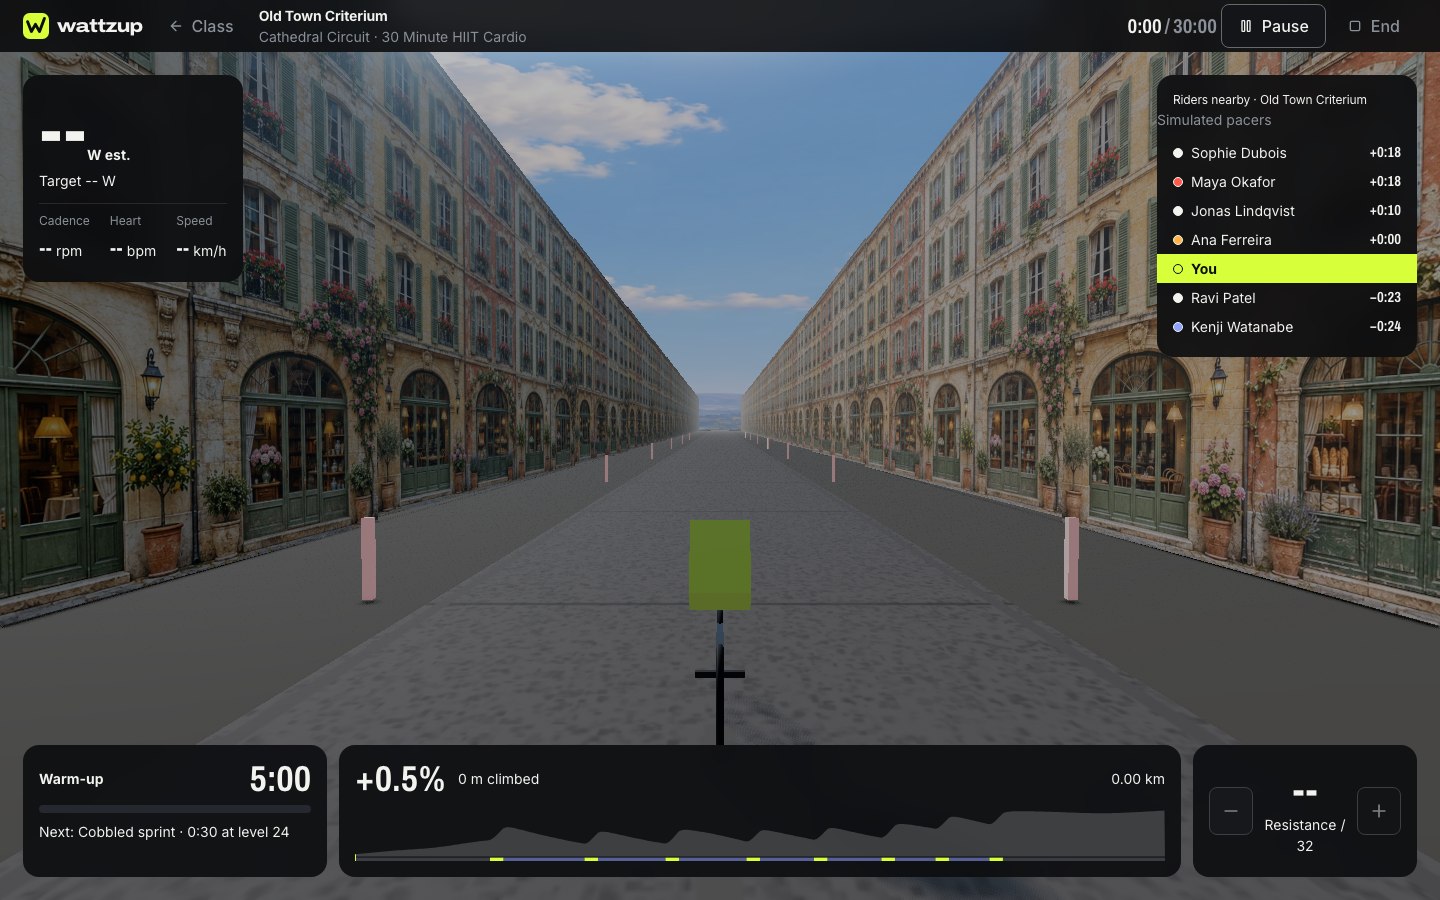 wattzup
Class
Old Town Criterium
Cathedral Circuit · 30 Minute HIIT Cardio
0:00 / 30:00
Pause
End
-- W est.
Target -- W
Cadence Heart Speed
-- rpm -- bpm -- km/h
Riders nearby · Old Town Criterium
Simulated pacers
Sophie Dubois +0:18
Maya Okafor +0:18
Jonas Lindqvist +0:10
Ana Ferreira +0:00
You
Ravi Patel −0:23
Kenji Watanabe −0:24
Warm-up 5:00
Next: Cobbled sprint · 0:30 at level 24
+0.5% 0 m climbed 0.00 km
− -- +
Resistance /
32